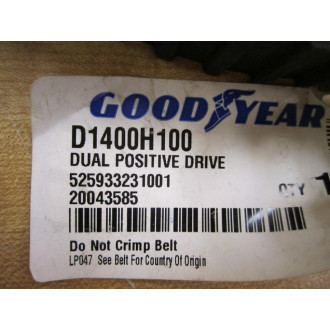 GOODYEAR
D1400H100
DUAL POSITIVE DRIVE
525933231001
20043585
QTY 1
Do Not Crimp Belt
LP047 See Belt For Country Of Origin